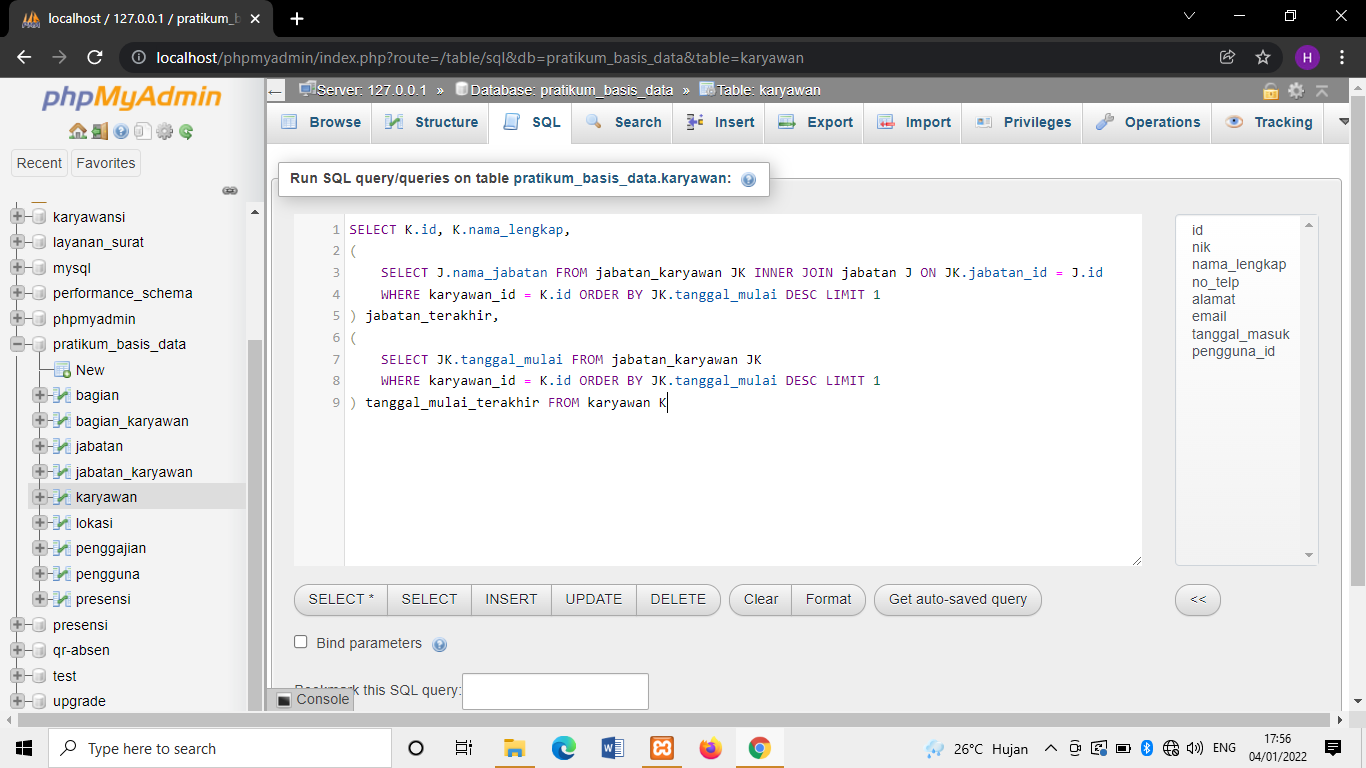 localhost / 127.0.0.1 / pratikum_b
localhost/phpmyadmin/index.php?route=/table/sql&db=pratikum_basis_data&table=karyawan
H
phpMyAdmin
Recent Favorites
karyawansi
layanan_surat
mysql
performance_schema
phpmyadmin
pratikum_basis_data
New
bagian
bagian_karyawan
jabatan
jabatan_karyawan
karyawan
lokasi
penggajian
pengguna
presensi
presensi
qr-absen
test
upgrade
Server: 127.0.0.1 » Database: pratikum_basis_data » Table: karyawan
Browse Structure SQL Search Insert Export Import Privileges Operations Tracking
Run SQL query/queries on table pratikum_basis_data.karyawan:
1 SELECT K.id, K.nama_lengkap,
2 (
3 SELECT J.nama_jabatan FROM jabatan_karyawan JK INNER JOIN jabatan J ON JK.jabatan_id = J.id
4 WHERE karyawan_id = K.id ORDER BY JK.tanggal_mulai DESC LIMIT 1
5 ) jabatan_terakhir,
6 (
7 SELECT JK.tanggal_mulai FROM jabatan_karyawan JK
8 WHERE karyawan_id = K.id ORDER BY JK.tanggal_mulai DESC LIMIT 1
9 ) tanggal_mulai_terakhir FROM karyawan K
id
nik
nama_lengkap
no_telp
alamat
email
tanggal_masuk
pengguna_id
SELECT * SELECT INSERT UPDATE DELETE Clear Format Get auto-saved query <<
Bind parameters
Bookmark this SQL query:
Console
Type here to search
26°C Hujan
ENG
17:56
04/01/2022